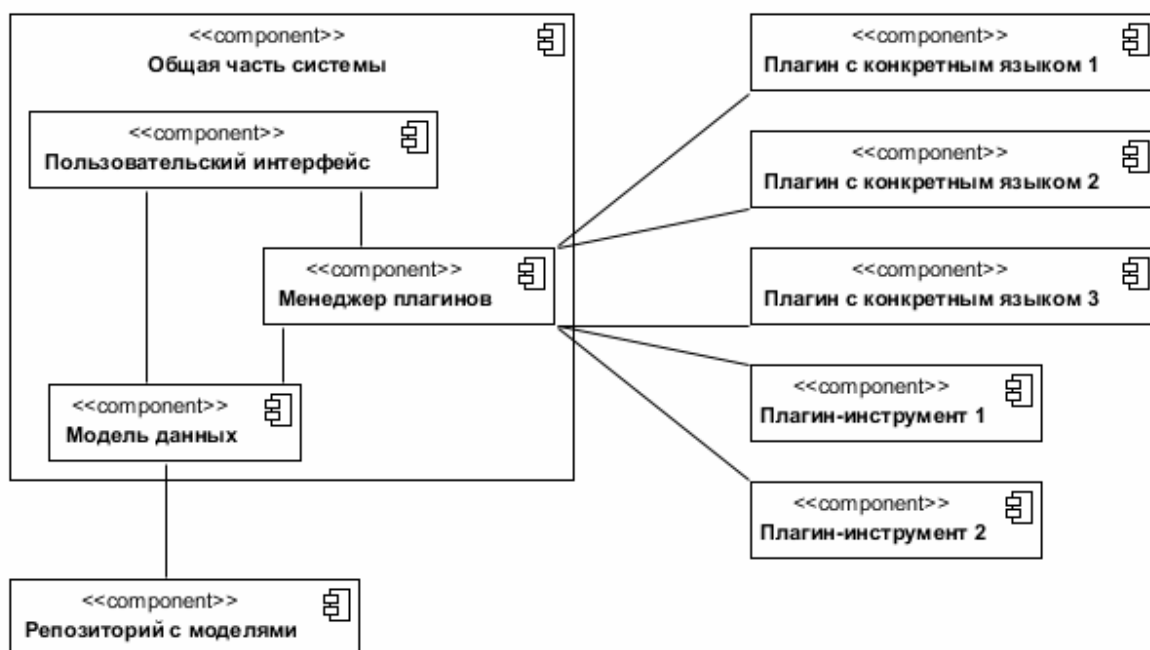 <<component>>
Общая часть системы
<<component>>
Пользовательский интерфейс
<<component>>
Менеджер плагинов
<<component>>
Модель данных
<<component>>
Репозиторий с моделями
<<component>>
Плагин с конкретным языком 1
<<component>>
Плагин с конкретным языком 2
<<component>>
Плагин с конкретным языком 3
<<component>>
Плагин-инструмент 1
<<component>>
Плагин-инструмент 2